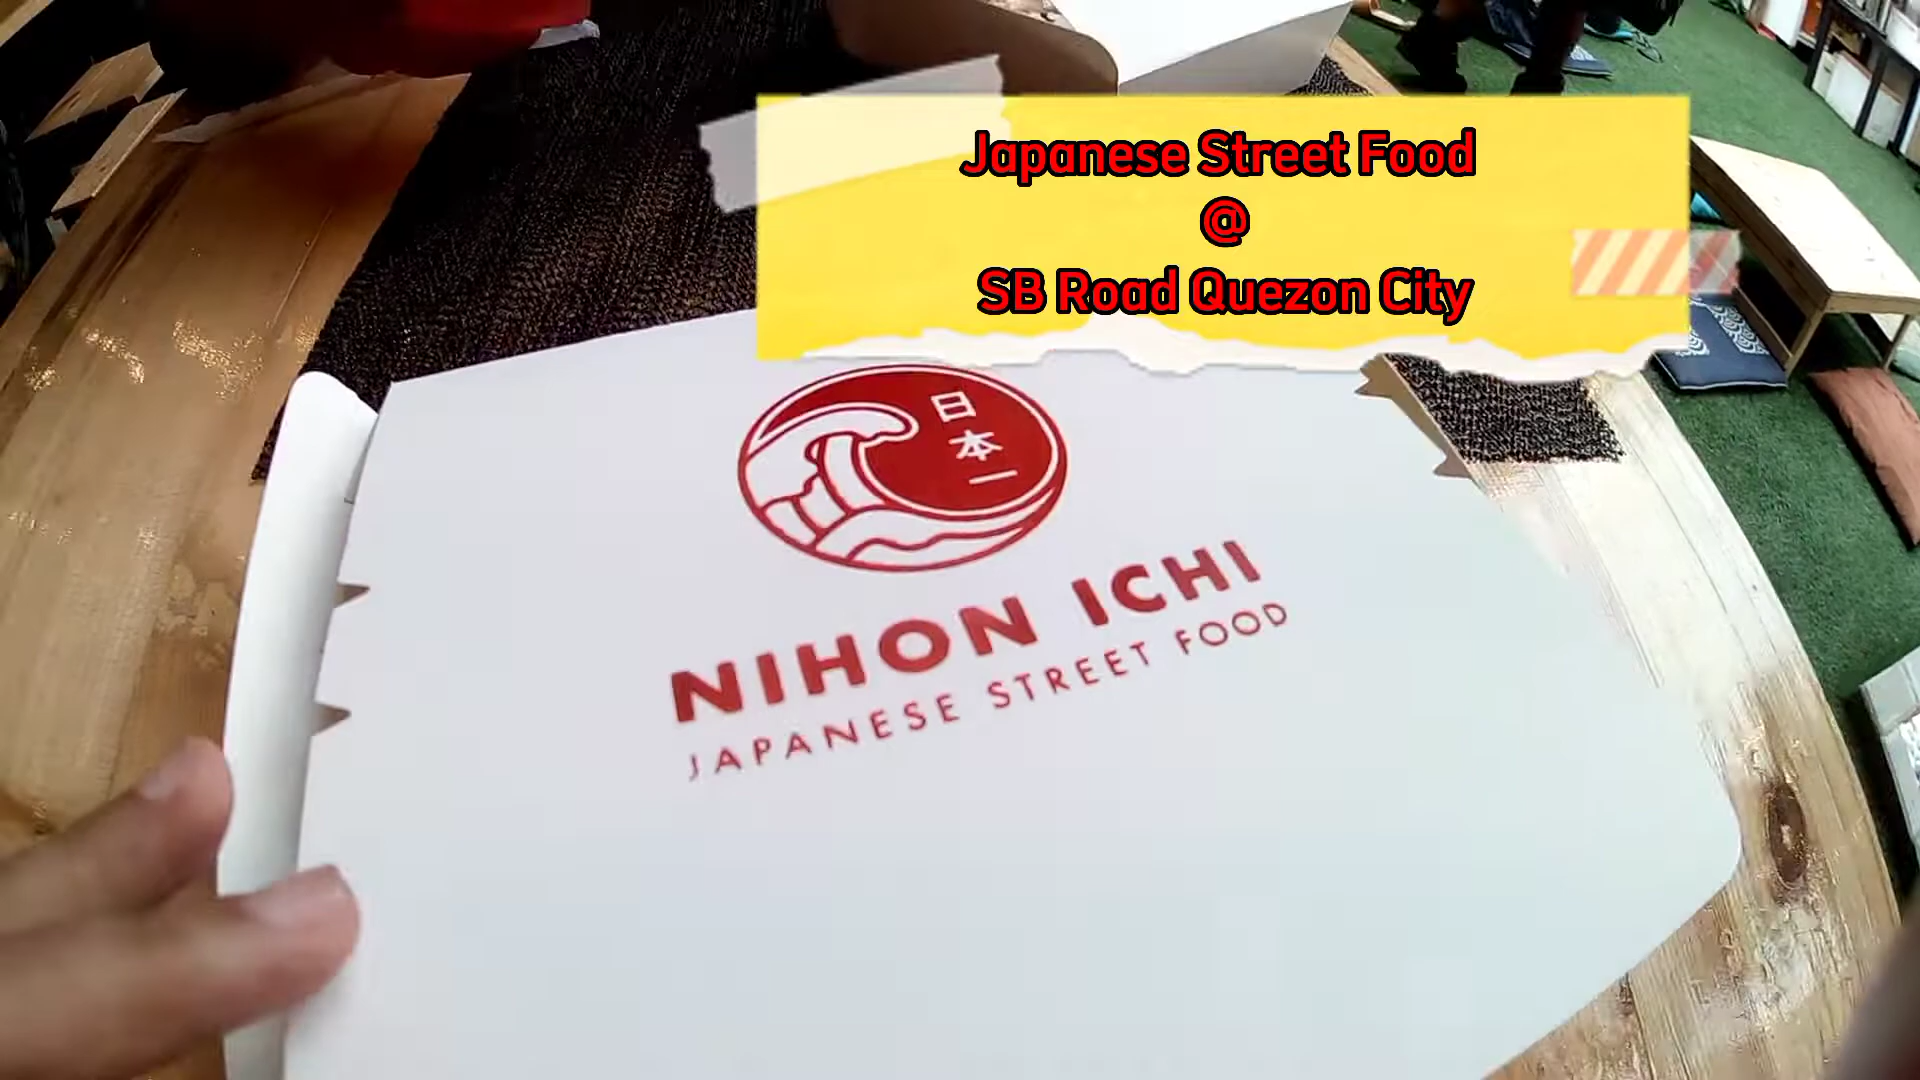 Japanese Street Food
@
SB Road Quezon City
日
本
一
NIHON ICHI
JAPANESE STREET FOOD